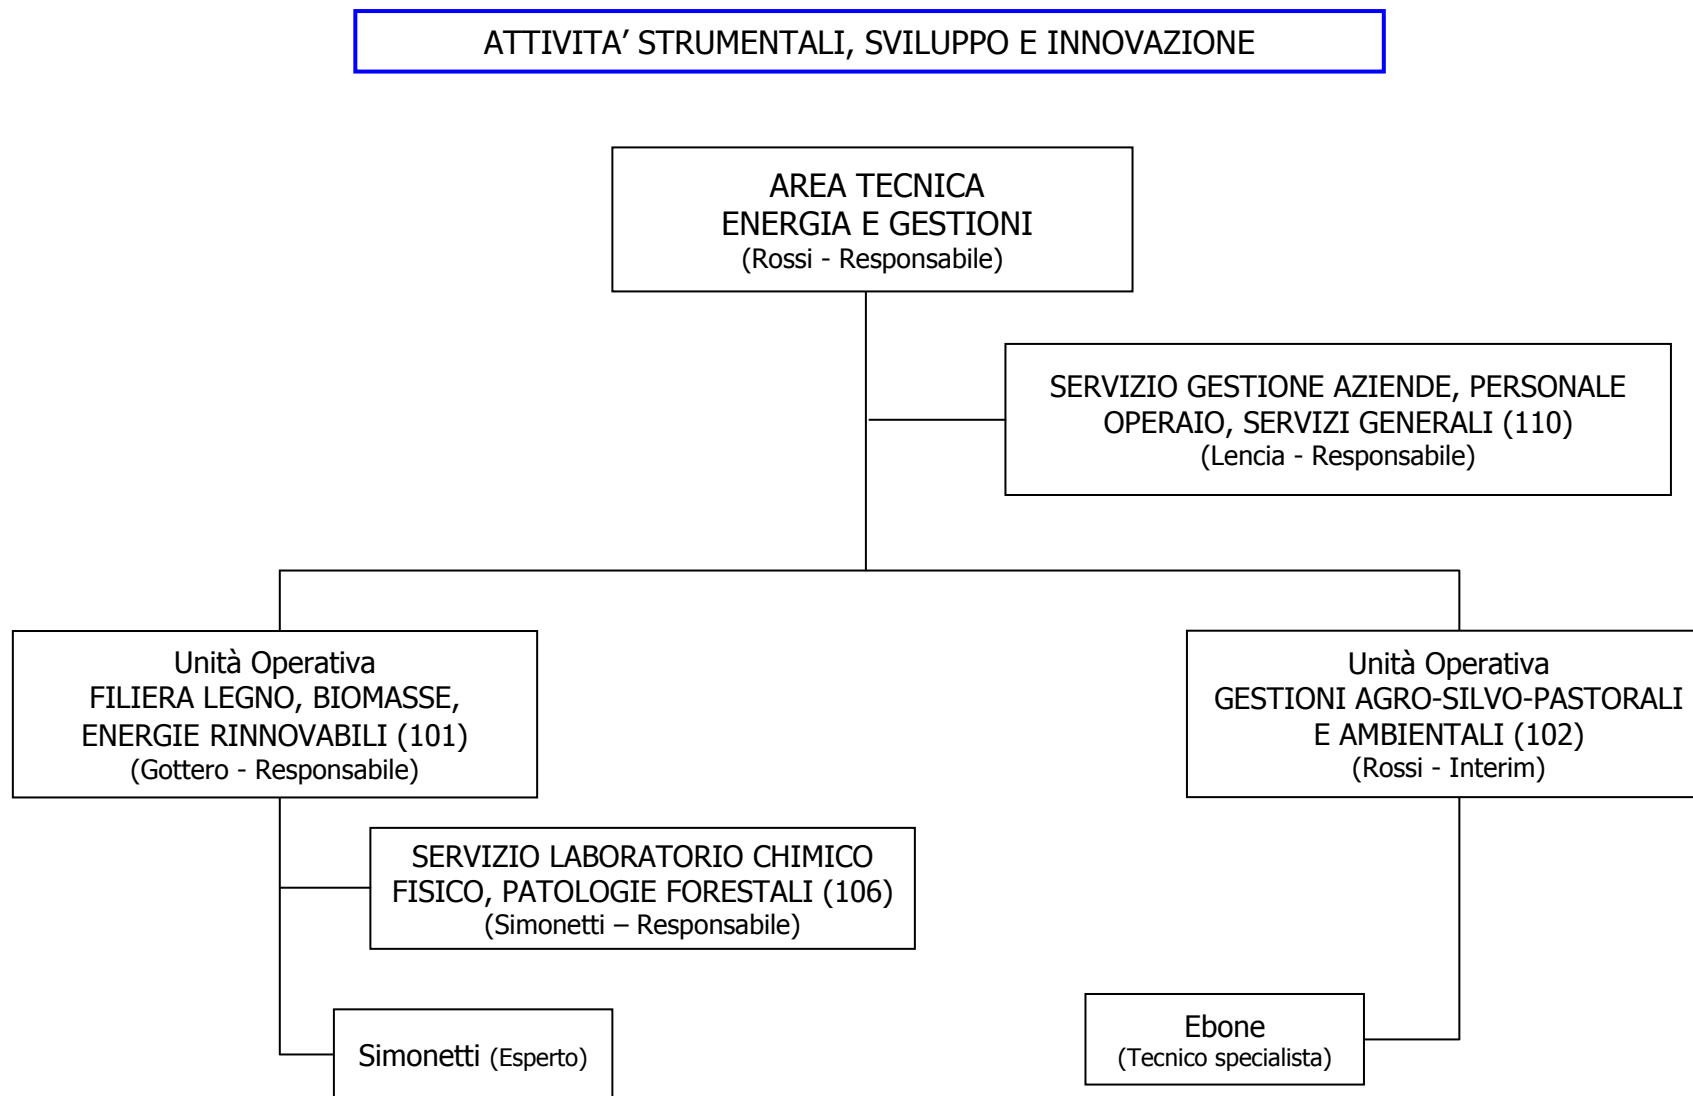 ATTIVITA’ STRUMENTALI, SVILUPPO E INNOVAZIONE
AREA TECNICA
ENERGIA E GESTIONI
(Rossi - Responsabile)
SERVIZIO GESTIONE AZIENDE, PERSONALE
OPERAIO, SERVIZI GENERALI (110)
(Lencia - Responsabile)
Unità Operativa
FILIERA LEGNO, BIOMASSE,
ENERGIE RINNOVABILI (101)
(Gottero - Responsabile)
Unità Operativa
GESTIONI AGRO-SILVO-PASTORALI
E AMBIENTALI (102)
(Rossi - Interim)
SERVIZIO LABORATORIO CHIMICO
FISICO, PATOLOGIE FORESTALI (106)
(Simonetti – Responsabile)
Simonetti (Esperto)
Ebone
(Tecnico specialista)